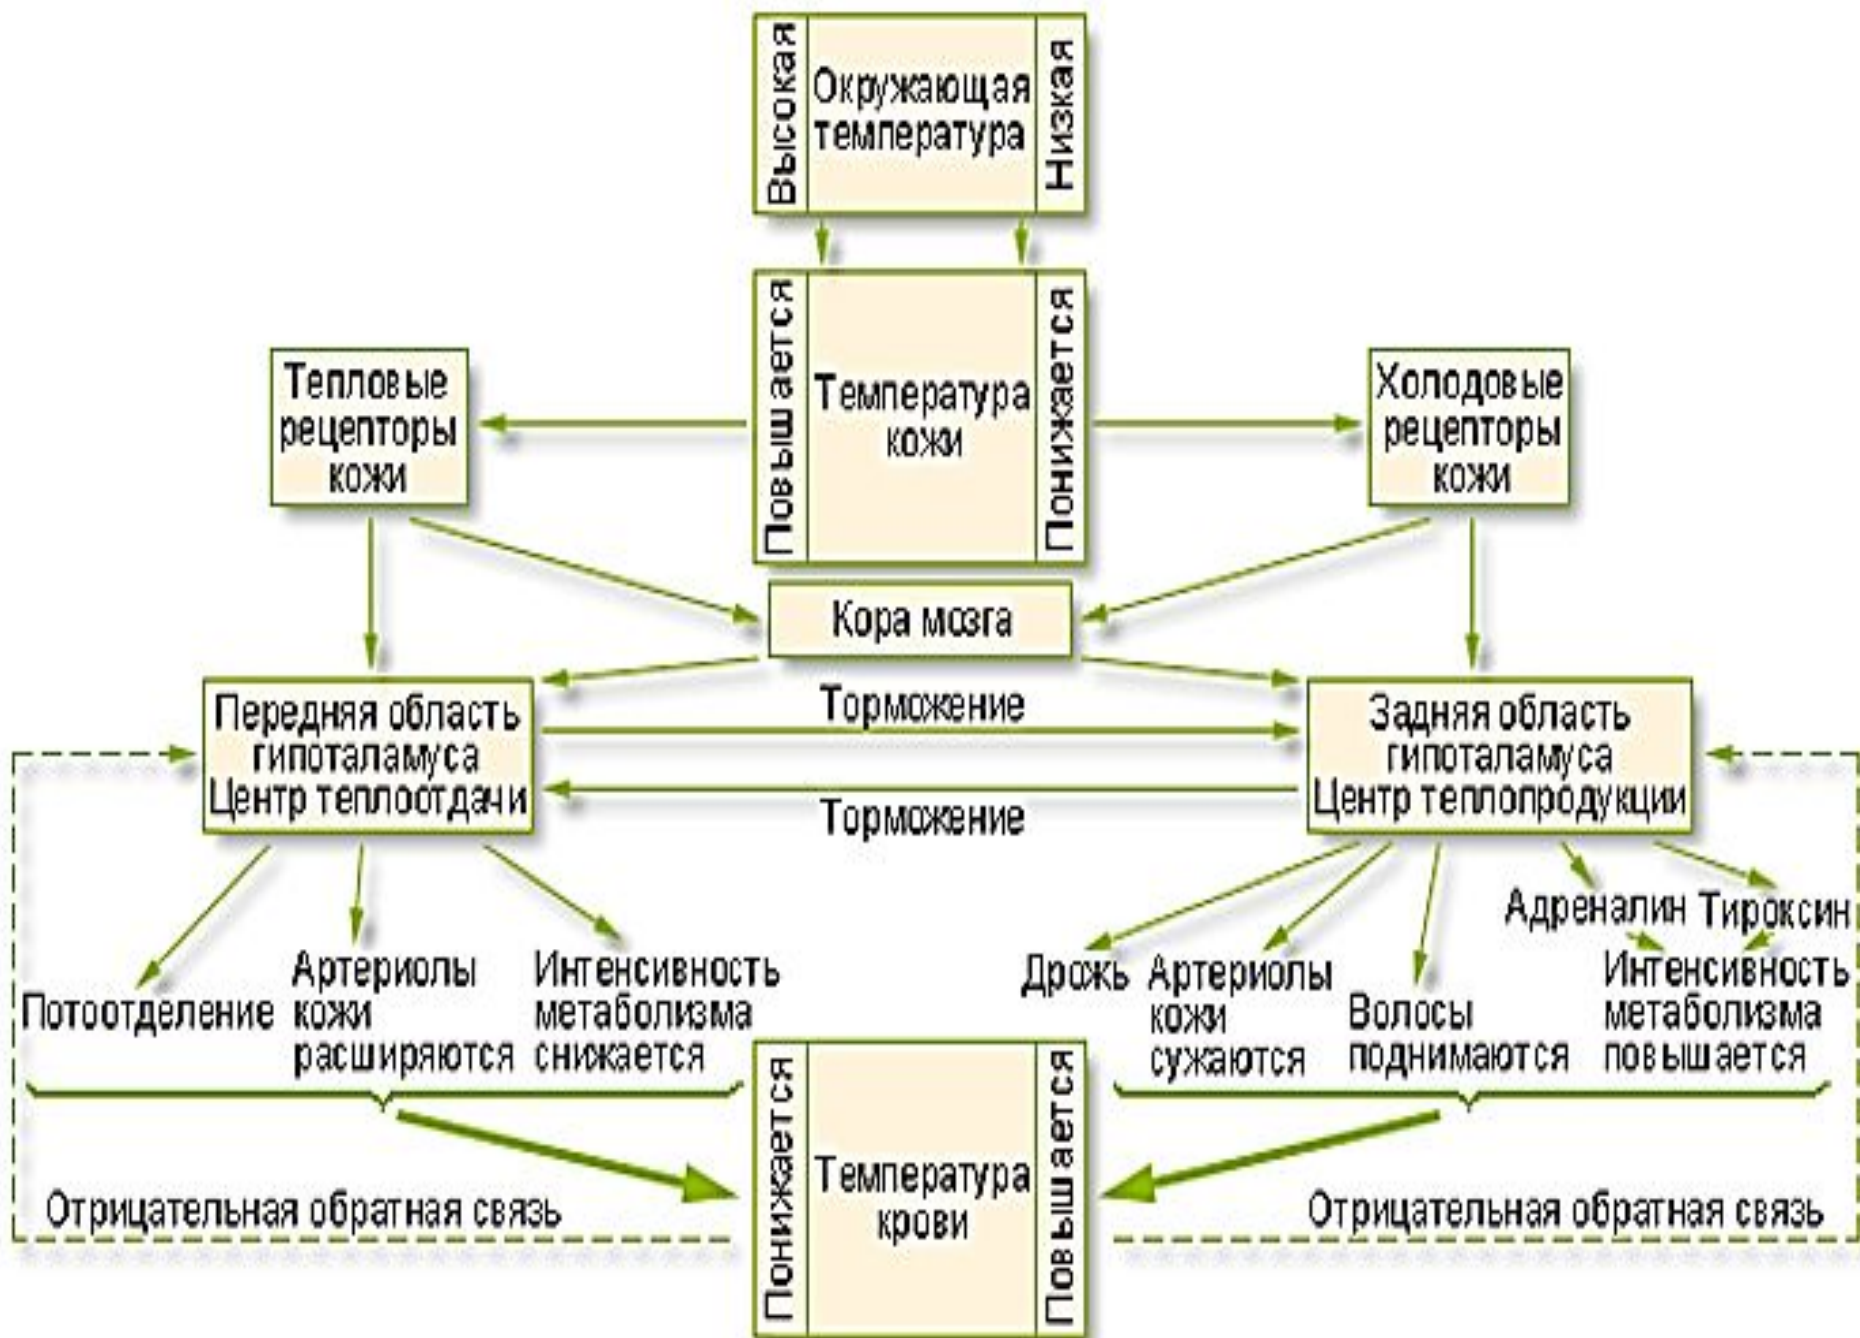 Высокая
Окружающая
температура
Низкая
Повышается
Температура
кожи
Понижается
Тепловые
рецепторы
кожи
Холодовые
рецепторы
кожи
Кора мозга
Передняя область
гипоталамуса
Центр теплоотдачи
Торможение
Торможение
Задняя область
гипоталамуса
Центр теплопродукции
Потоотделение
Артериолы
кожи
расширяются
Интенсивность
метаболизма
снижается
Дрожь
Артериолы
кожи
сужаются
Волосы
поднимаются
Адреналин
Тироксин
Интенсивность
метаболизма
повышается
Понижается
Температура
крови
Повышается
Отрицательная обратная связь
Отрицательная обратная связь